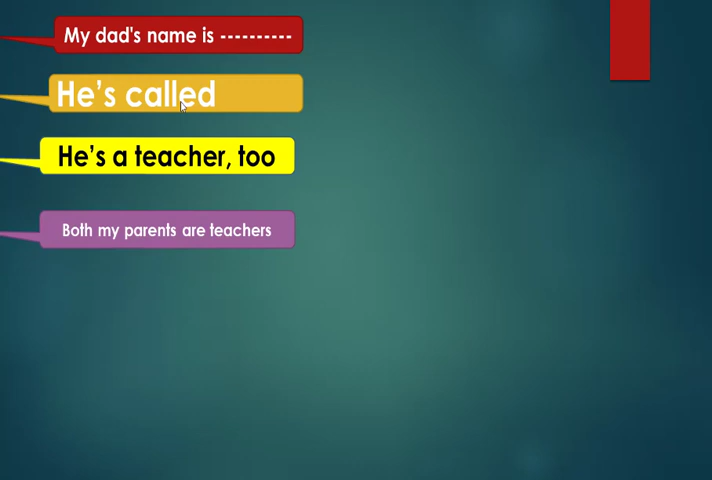 My dad's name is ----------
He's called
He's a teacher, too
Both my parents are teachers